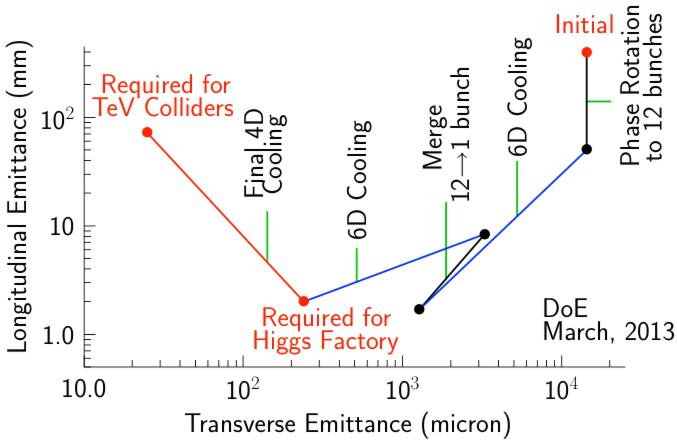 Initial
Required for
TeV Colliders
Final 4D
Cooling
6D Cooling
Merge
12→1 bunch
6D Cooling
Phase Rotation
to 12 bunches
Longitudinal Emittance (mm)
10²
10
1.0
Required for
Higgs Factory
DoE
March, 2013
10.0
10²
10³
10⁴
Transverse Emittance (micron)